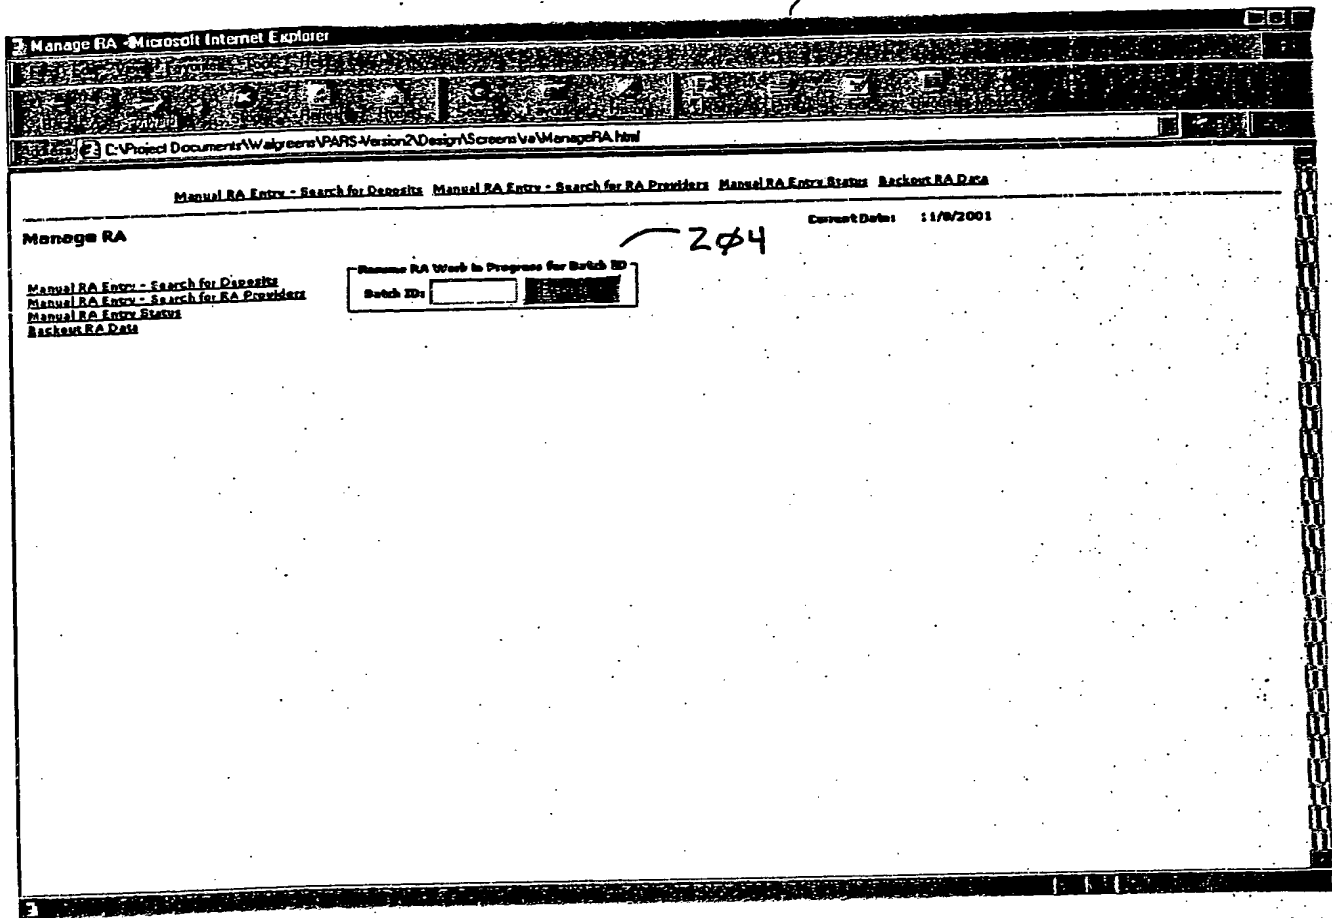 Manage RA - Microsoft Internet Explorer
C:\Project Documents\Walgreens\PARS-Version2\Design\Screens\va\ManageRA.html
Manual RA Entry - Search for Deposits Manual RA Entry - Search for RA Providers Manual RA Entry Status Backout RA Data
Current Date: 11/8/2001
Manage RA
204
Resume RA Work in Progress for Batch ID
Manual RA Entry - Search for Deposits
Batch ID:
Manual RA Entry - Search for RA Providers
Manual RA Entry Status
Backout RA Data